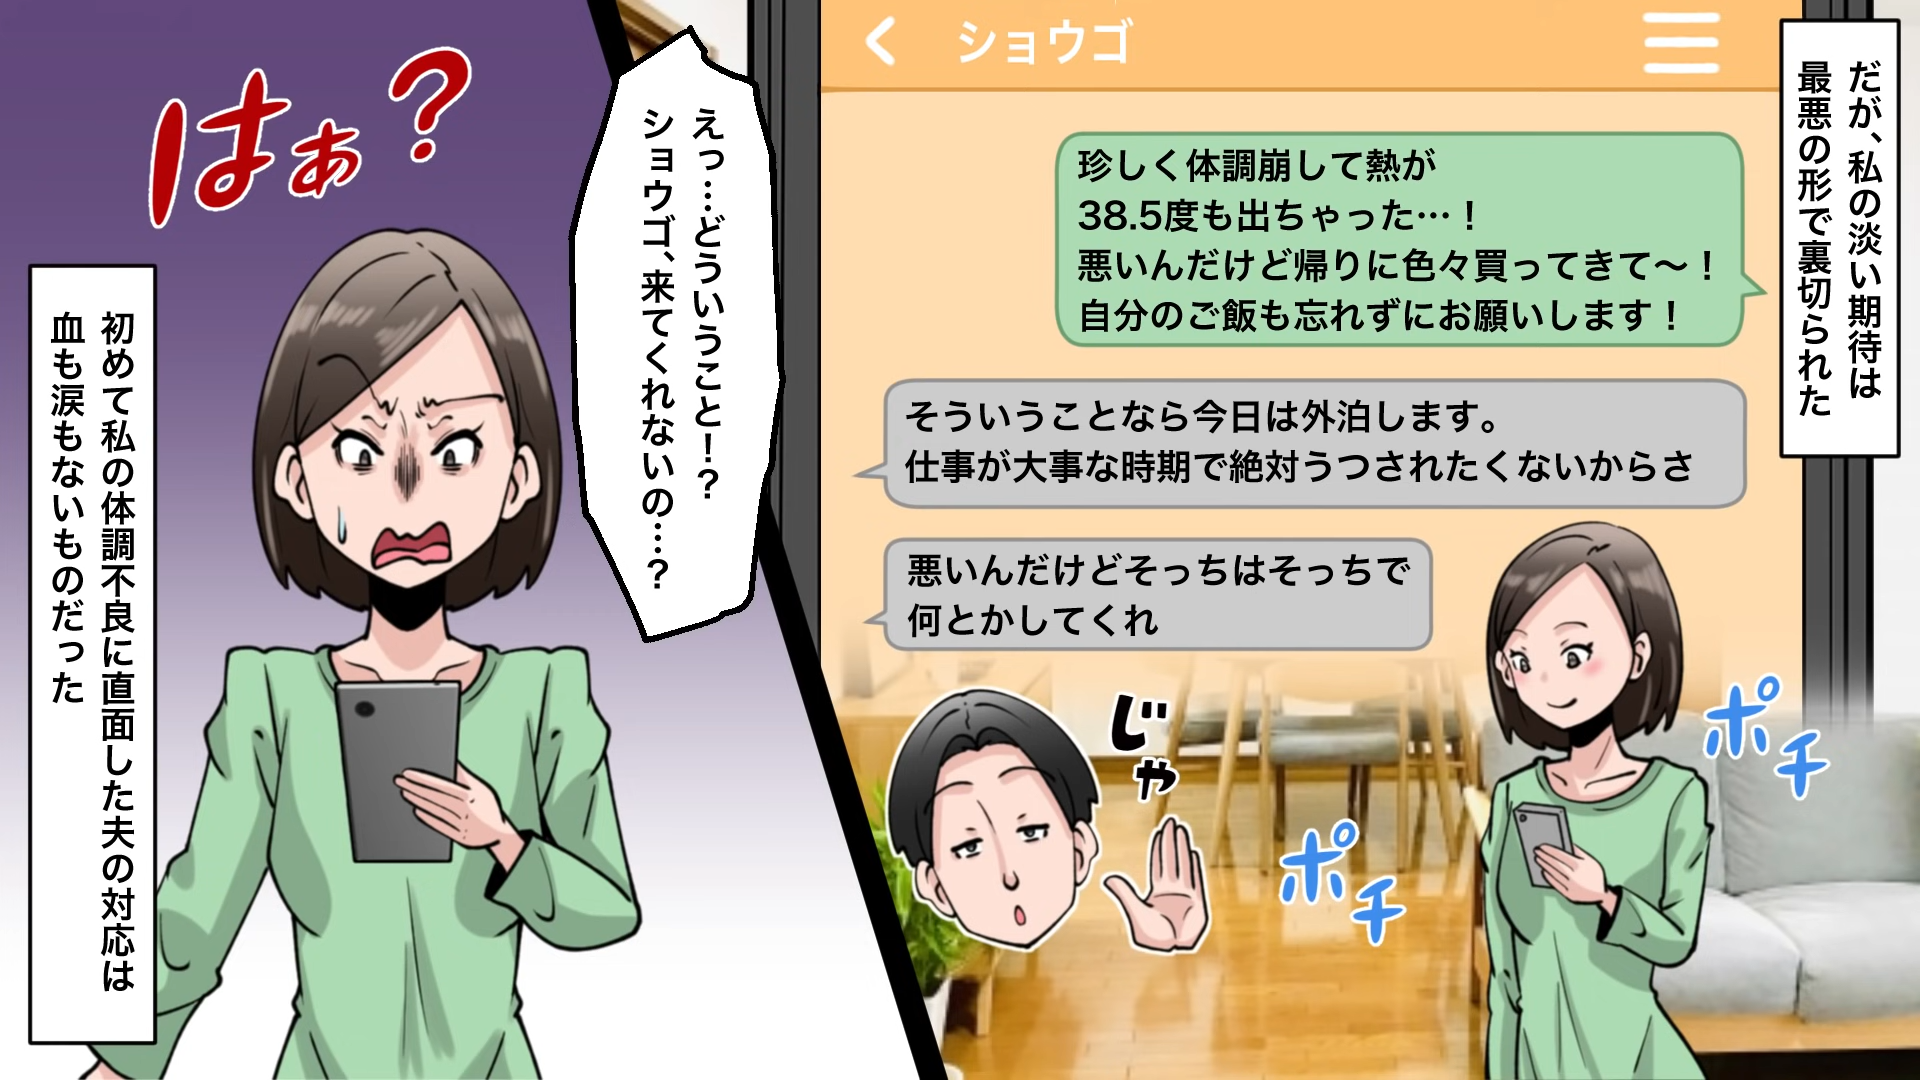 だが、私の淡い期待は
最悪の形で裏切られた
ショウゴ
珍しく体調崩して熱が
38.5度も出ちゃった…！
悪いんだけど帰りに色々買ってきて〜！
自分のご飯も忘れずにお願いします！
そういうことなら今日は外泊します。
仕事が大事な時期で絶対うつされたくないからさ
悪いんだけどそっちはそっちで
何とかしてくれ
じゃ
ポチ
ポチ
えっ…どういうこと！？
ショウゴ、来てくれないの…？
はぁ？
初めて私の体調不良に直面した夫の対応は
血も涙もないものだった